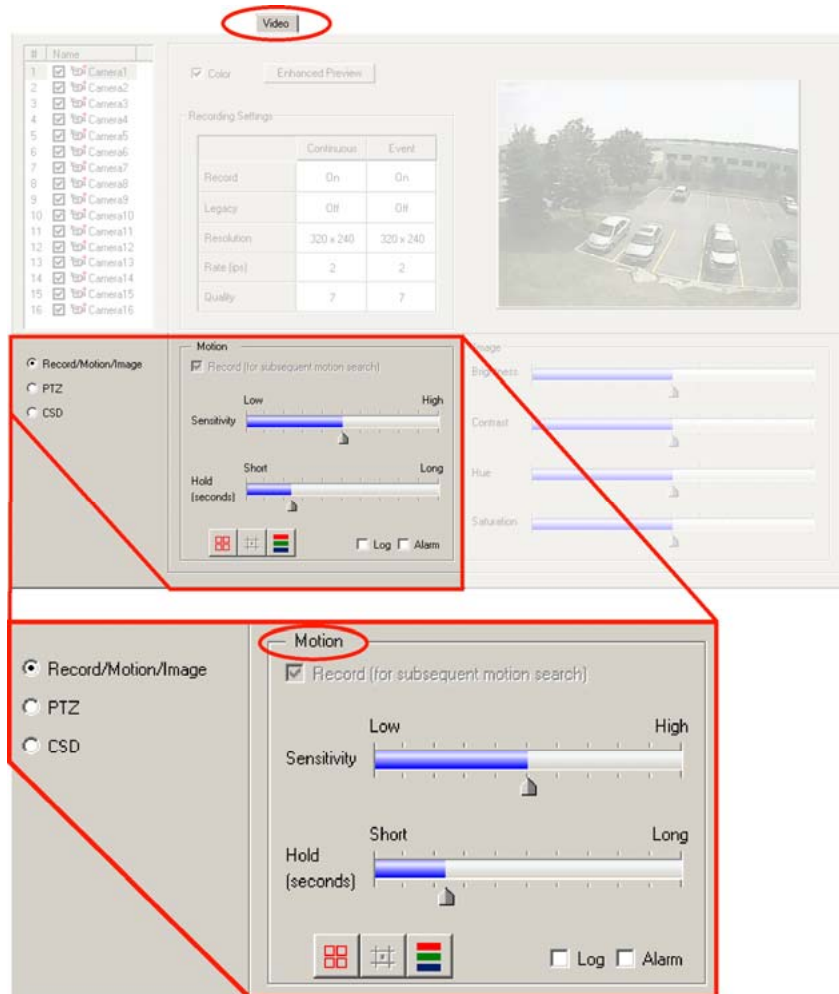 Video
# Name
1 Camera1
2 Camera2
3 Camera3
4 Camera4
5 Camera5
6 Camera6
7 Camera7
8 Camera8
9 Camera9
10 Camera10
11 Camera11
12 Camera12
13 Camera13
14 Camera14
15 Camera15
16 Camera16
Color
Enhanced Preview
Recording Settings
Continuous Event
Record On On
Legacy Off Off
Resolution 320 x 240 320 x 240
Rate (ips) 2 2
Quality 7 7
Record/Motion/Image
PTZ
CSD
Motion
Record (for subsequent motion search)
Low High
Sensitivity
Short Long
Hold
(seconds)
Log Alarm
Image
Brightness
Contrast
Hue
Saturation
Record/Motion/Image
PTZ
CSD
Motion
Record (for subsequent motion search)
Low High
Sensitivity
Short Long
Hold
(seconds)
Log Alarm